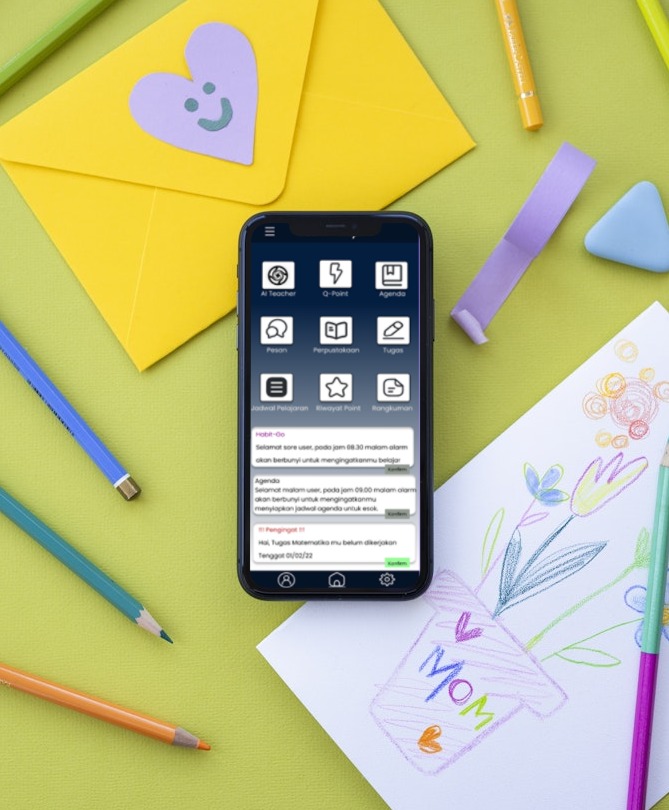 AI Teacher Q-Point Agenda
Pesan Perpustakaan Tugas
Jadwal Pelajaran Riwayat Point Rangkuman
Habit-Go
Selamat sore user, pada jam 08.30 malam alarm
akan berbunyi untuk mengingatkanmu belajar
Konfirm
Agenda
Selamat malam user, pada jam 09.00 malam alarm
akan berbunyi untuk mengingatkanmu
menyiapkan jadwal agenda untuk esok.
Konfirm
!!! Pengingat !!!
Hai, Tugas Matematika mu belum dikerjakan
Tenggat 01/02/22
Konfirm
MOM